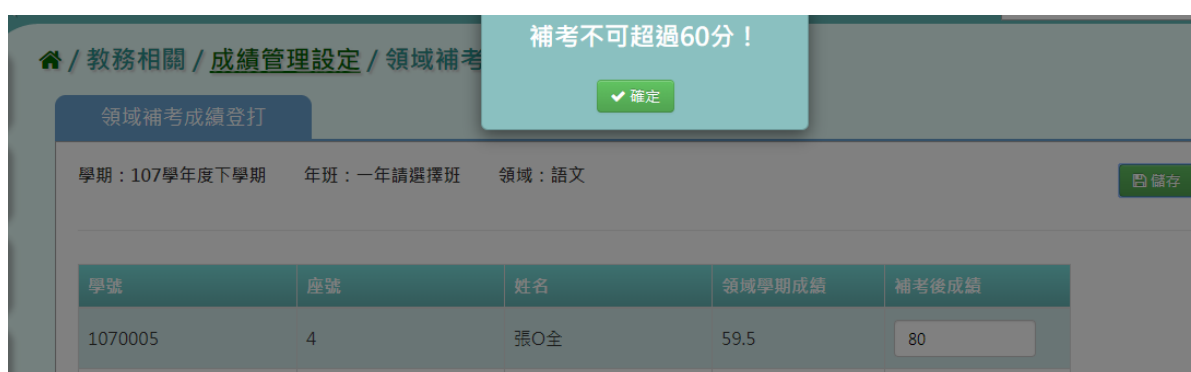 補考不可超過60分！
/ 教務相關 / 成績管理設定 / 領域補考
確定
領域補考成績登打
學期：107學年度下學期 年班：一年請選擇班 領域：語文
儲存
學號 座號 姓名 領域學期成績 補考後成績
1070005 4 張O全 59.5 80